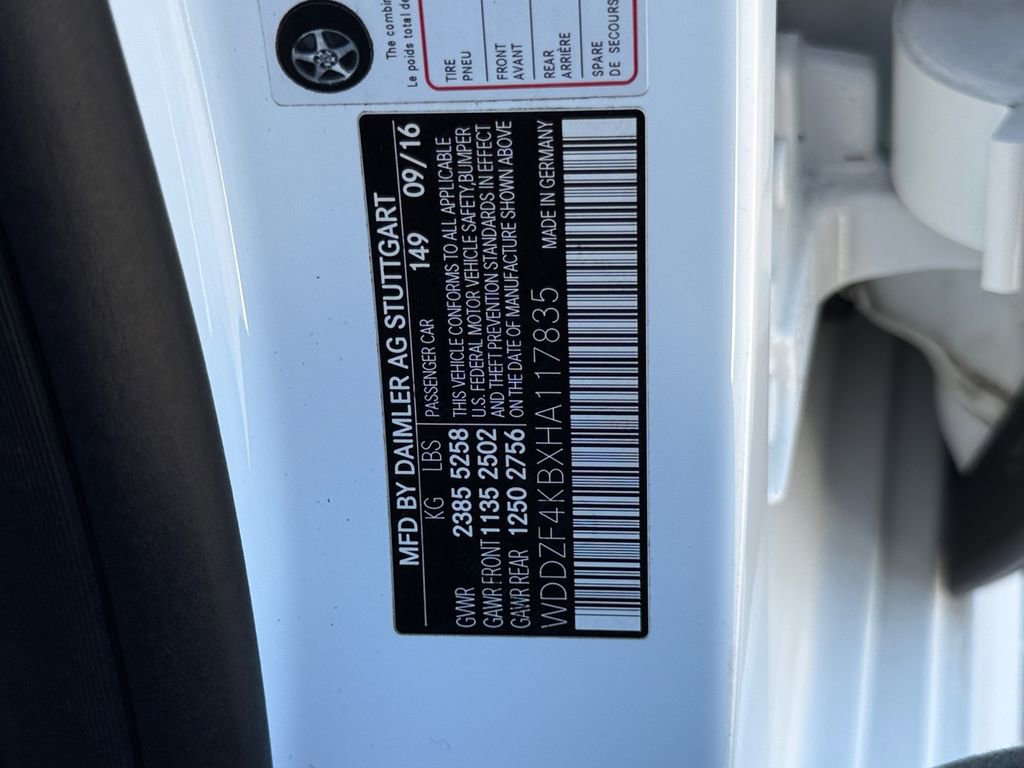 The combin
Le poids total de
TIRE
PNEU
FRONT
AVANT
REAR
ARRIÈRE
SPARE
DE SECOURS
MFD BY DAIMLER AG STUTTGART
KG LBS PASSENGER CAR 149 09/16
GVWR 2385 5258 THIS VEHICLE CONFORMS TO ALL APPLICABLE
GAWR FRONT 1135 2502 U.S. FEDERAL MOTOR VEHICLE SAFETY,BUMPER
AND THEFT PREVENTION STANDARDS IN EFFECT
GAWR REAR 1250 2756 ON THE DATE OF MANUFACTURE SHOWN ABOVE
WDDZF4KBXHA117835 MADE IN GERMANY